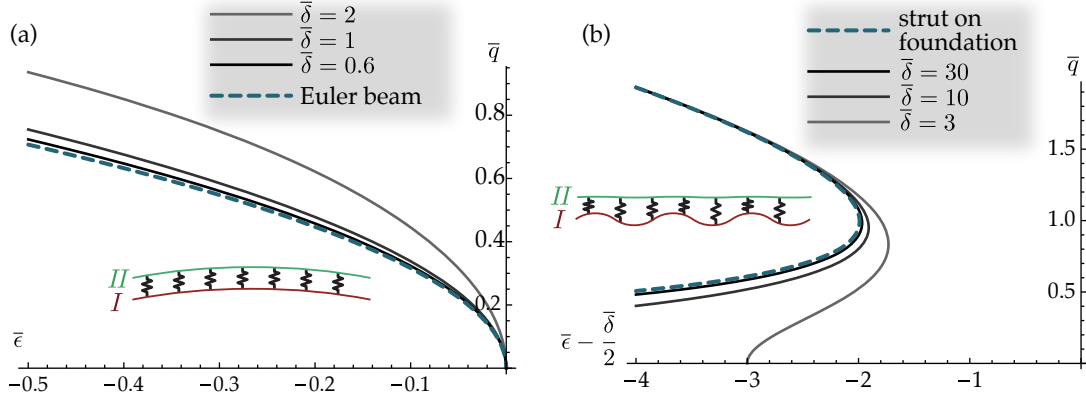 (a)
δ̅ = 2
δ̅ = 1
δ̅ = 0.6
Euler beam
q̅
0.8
0.6
0.4
0.2
II
I
ϵ̅
−0.5
−0.4
−0.3
−0.2
−0.1
(b)
strut on
foundation
δ̅ = 30
δ̅ = 10
δ̅ = 3
q̅
1.5
1.0
0.5
II
I
ϵ̅ − δ̅/2
0
−4
−3
−2
−1